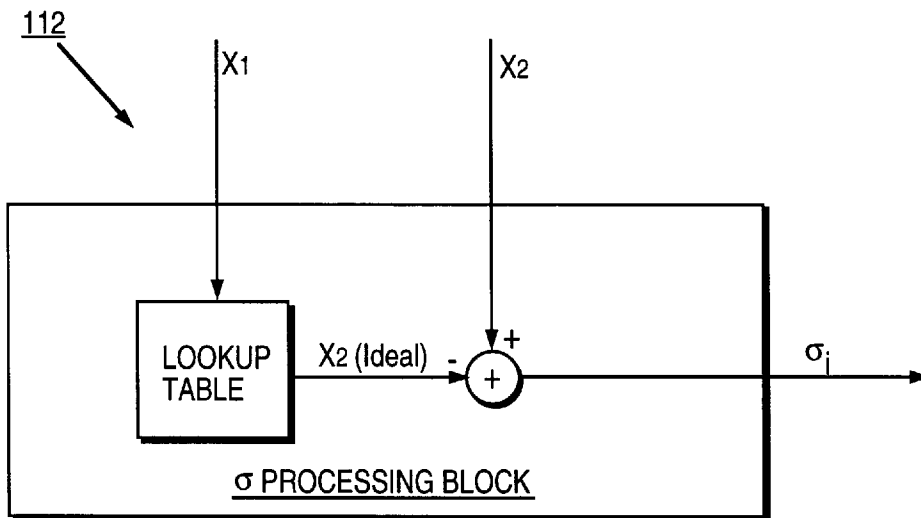 112
X1
X2
LOOKUP
TABLE
X2 (Ideal)
-
+
+
σi
σ PROCESSING BLOCK